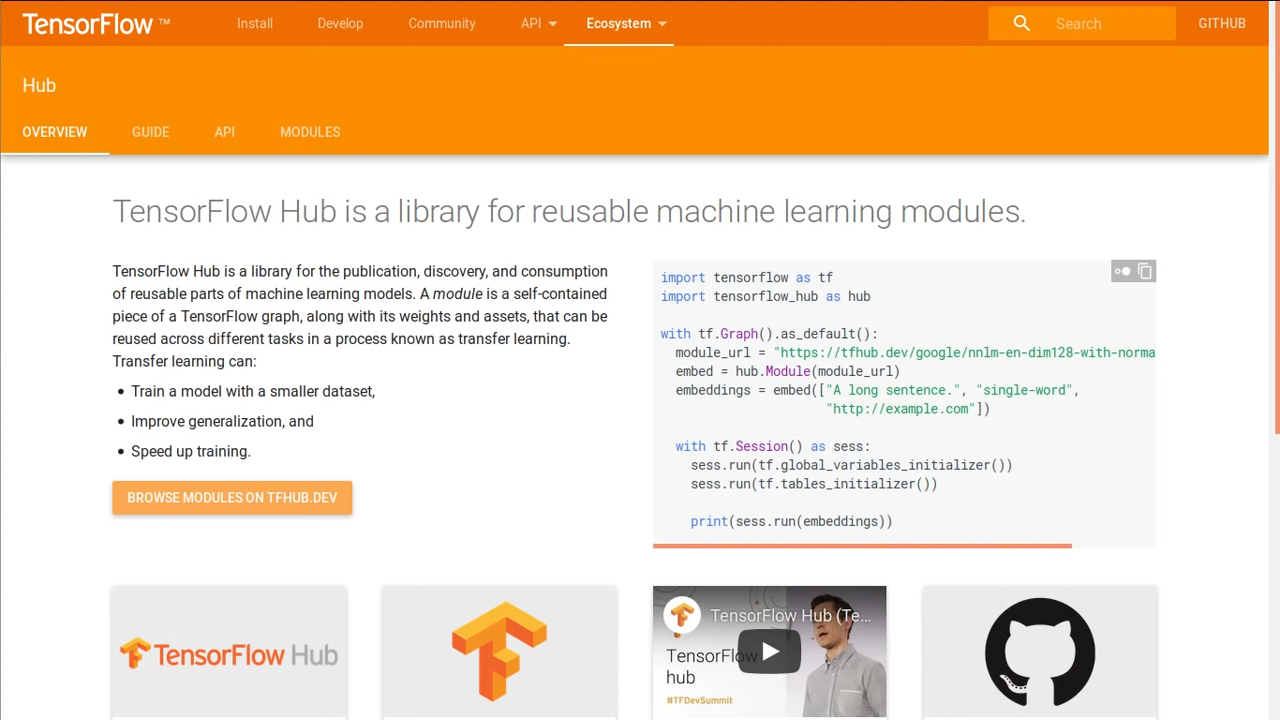 TensorFlow ™
Install
Develop
Community
API
Ecosystem
Search
GITHUB
Hub
OVERVIEW
GUIDE
API
MODULES
TensorFlow Hub is a library for reusable machine learning modules.
TensorFlow Hub is a library for the publication, discovery, and consumption
of reusable parts of machine learning models. A module is a self-contained
piece of a TensorFlow graph, along with its weights and assets, that can be
reused across different tasks in a process known as transfer learning.
Transfer learning can:
• Train a model with a smaller dataset,
• Improve generalization, and
• Speed up training.
BROWSE MODULES ON TFHUB.DEV
import tensorflow as tf
import tensorflow_hub as hub
with tf.Graph().as_default():
module_url = "https://tfhub.dev/google/nnlm-en-dim128-with-norma
embed = hub.Module(module_url)
embeddings = embed(["A long sentence.", "single-word",
"http://example.com"])
with tf.Session() as sess:
sess.run(tf.global_variables_initializer())
sess.run(tf.tables_initializer())
print(sess.run(embeddings))
TensorFlow Hub
TensorFlow Hub (Te...
TensorFlow
hub
#TFDevSummit